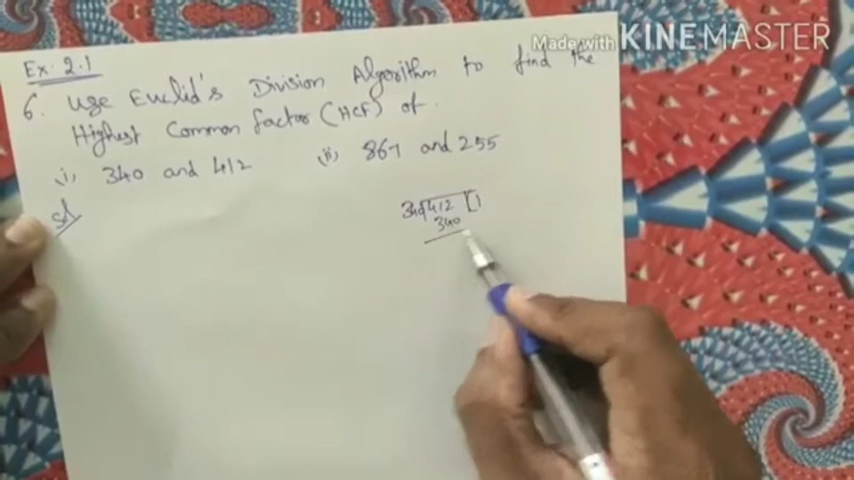 Made with KINEMASTER
Ex. 2.1
6. Use Euclid's Division Algorithm to find the
Highest Common factor (HCF) of.
(i) 340 and 412 (ii) 867 and 255
Sol
340 412 1
340